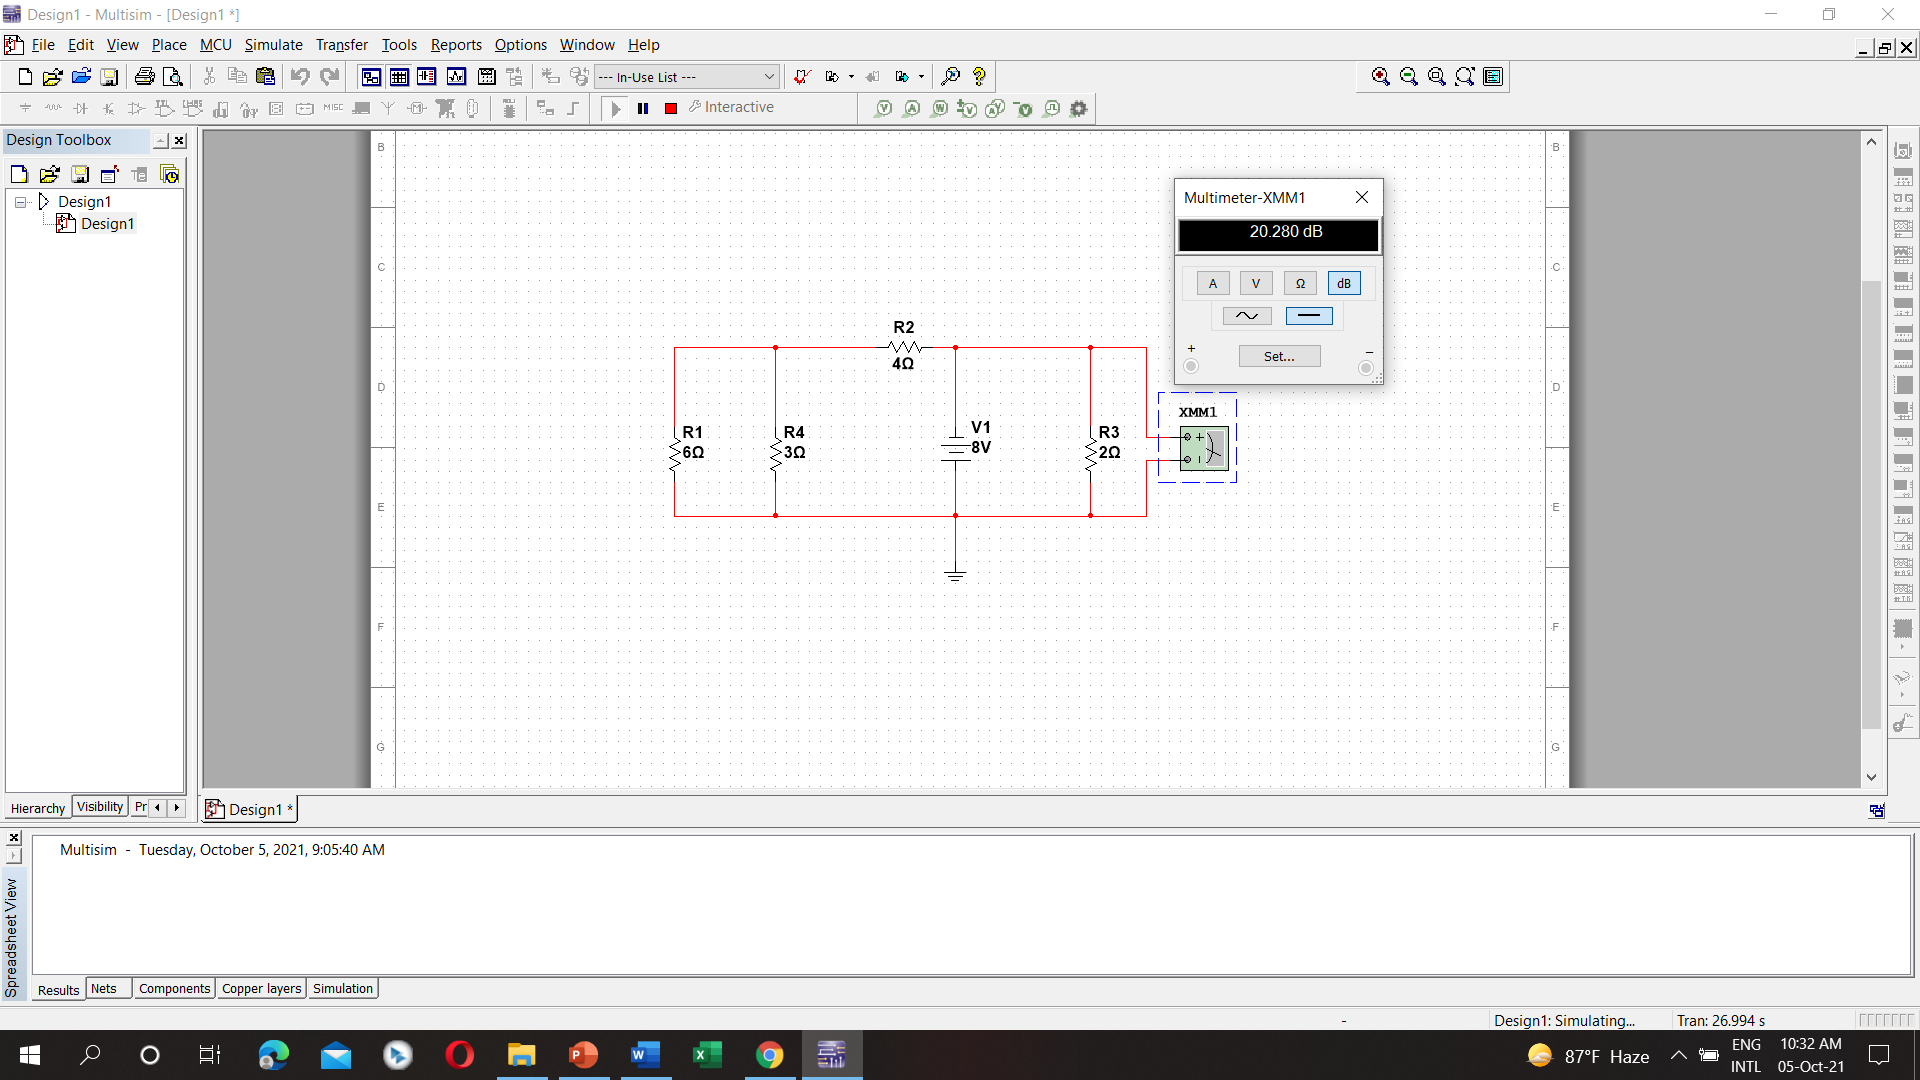 Design1 - Multisim - [Design1 *]
File Edit View Place MCU Simulate Transfer Tools Reports Options Window Help
--- In-Use List ---
MISC
Interactive
Design Toolbox
Design1
Design1
B
C
D
E
F
G
B
C
D
E
F
G
Multimeter-XMM1
20.280 dB
A V Ω dB
+
Set...
–
R2
4Ω
R1
6Ω
R4
3Ω
V1
8V
R3
2Ω
XMM1
Hierarchy Visibility Pr
Design1 *
Multisim - Tuesday, October 5, 2021, 9:05:40 AM
Spreadsheet View
Results Nets Components Copper layers Simulation
-
Design1: Simulating...
Tran: 26.994 s
87°F Haze
ENG
INTL
10:32 AM
05-Oct-21